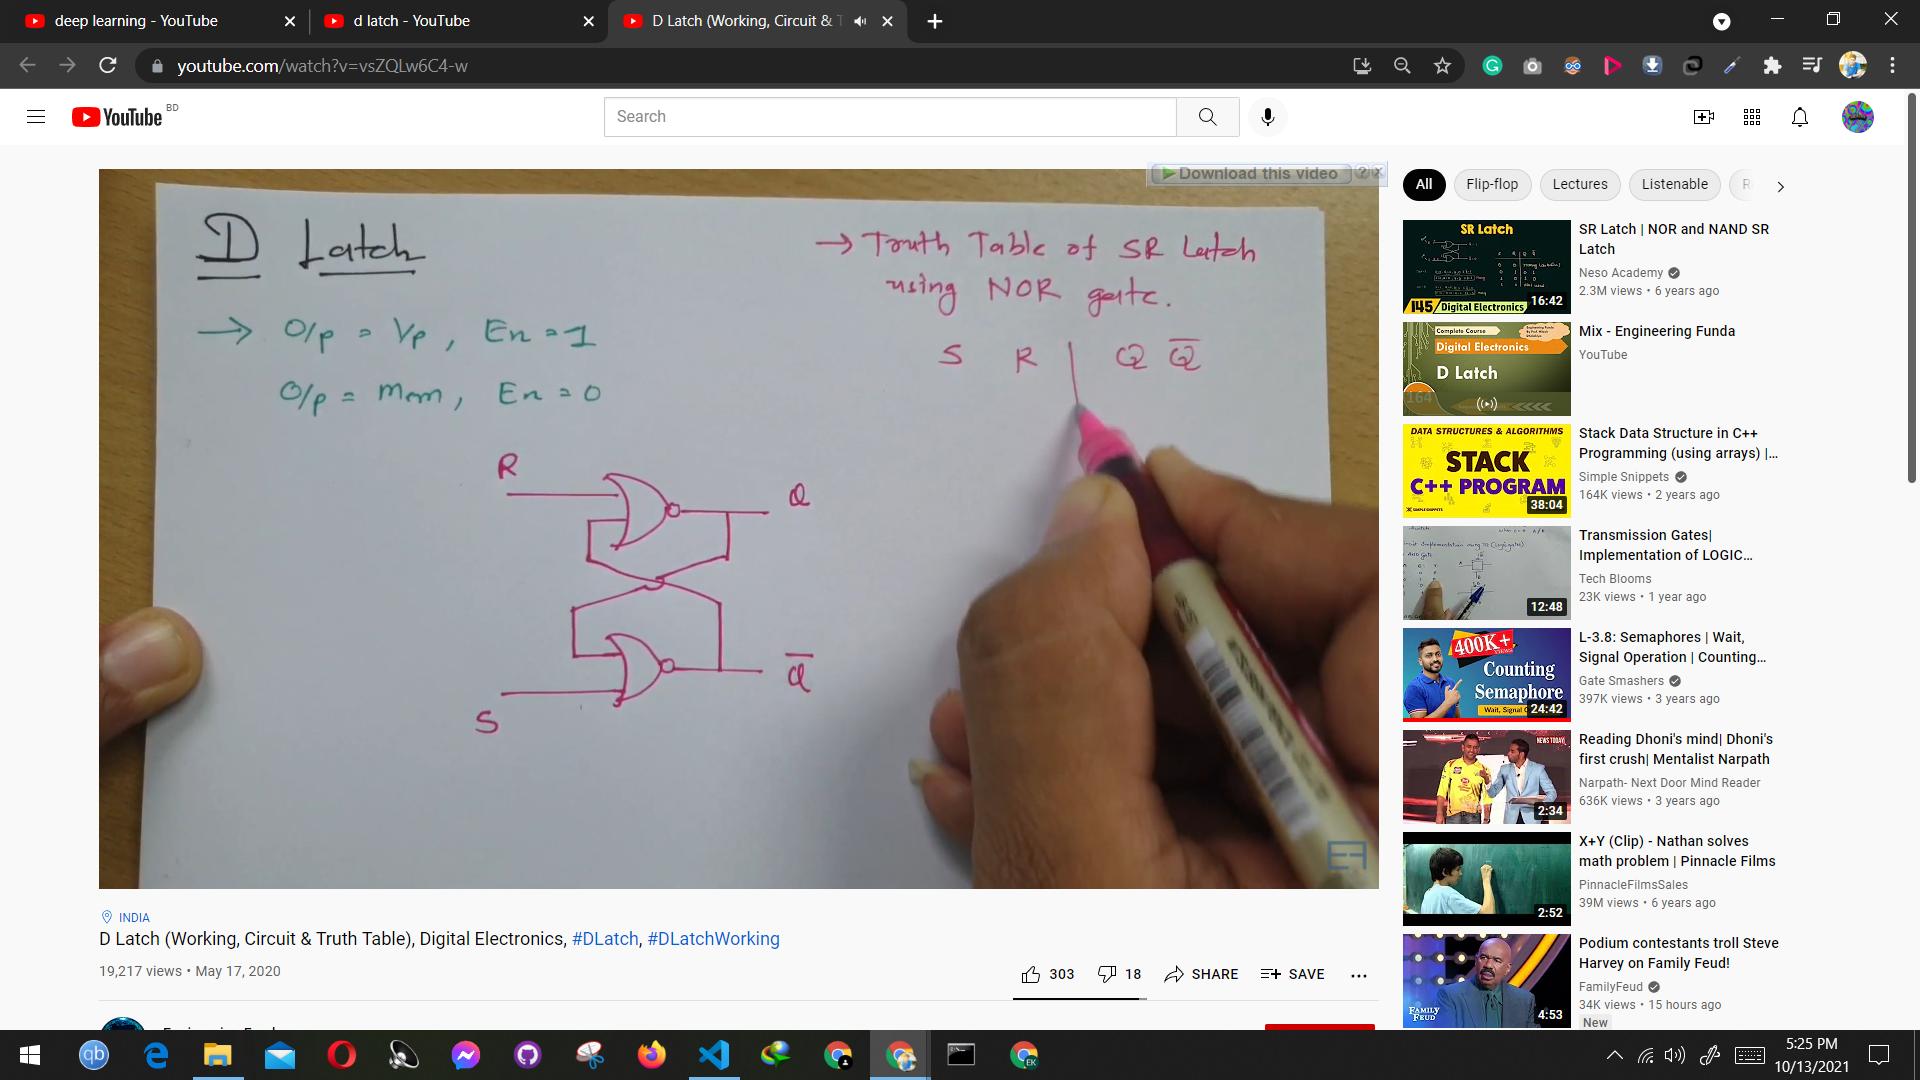 deep learning - YouTube
d latch - YouTube
D Latch (Working, Circuit &
youtube.com/watch?v=vsZQLw6C4-w
YouTube BD
Search
Download this video
D Latch
→ O/p = I/p , En = 1
O/p = Mem , En = 0
→ Truth Table of SR Latch
using NOR gate.
S R Q Q̅
R
Q
Q̅
S
EF
INDIA
D Latch (Working, Circuit & Truth Table), Digital Electronics, #DLatch, #DLatchWorking
19,217 views • May 17, 2020
303
18
SHARE
SAVE
All
Flip-flop
Lectures
Listenable
SR Latch
145 Digital Electronics
16:42
SR Latch | NOR and NAND SR
Latch
Neso Academy
2.3M views • 6 years ago
Complete Course
Digital Electronics
D Latch
164
Mix - Engineering Funda
YouTube
DATA STRUCTURES & ALGORITHMS
STACK
C++ PROGRAM
38:04
Stack Data Structure in C++
Programming (using arrays) |...
Simple Snippets
164K views • 2 years ago
12:48
Transmission Gates|
Implementation of LOGIC...
Tech Blooms
23K views • 1 year ago
400K+
Counting
Semaphore
24:42
L-3.8: Semaphores | Wait,
Signal Operation | Counting...
Gate Smashers
397K views • 3 years ago
NEWS TODAY
2:34
Reading Dhoni's mind| Dhoni's
first crush| Mentalist Narpath
Narpath- Next Door Mind Reader
636K views • 3 years ago
2:52
X+Y (Clip) - Nathan solves
math problem | Pinnacle Films
PinnacleFilmsSales
39M views • 6 years ago
FAMILY
FEUD
4:53
Podium contestants troll Steve
Harvey on Family Feud!
FamilyFeud
34K views • 15 hours ago
New
5:25 PM
10/13/2021